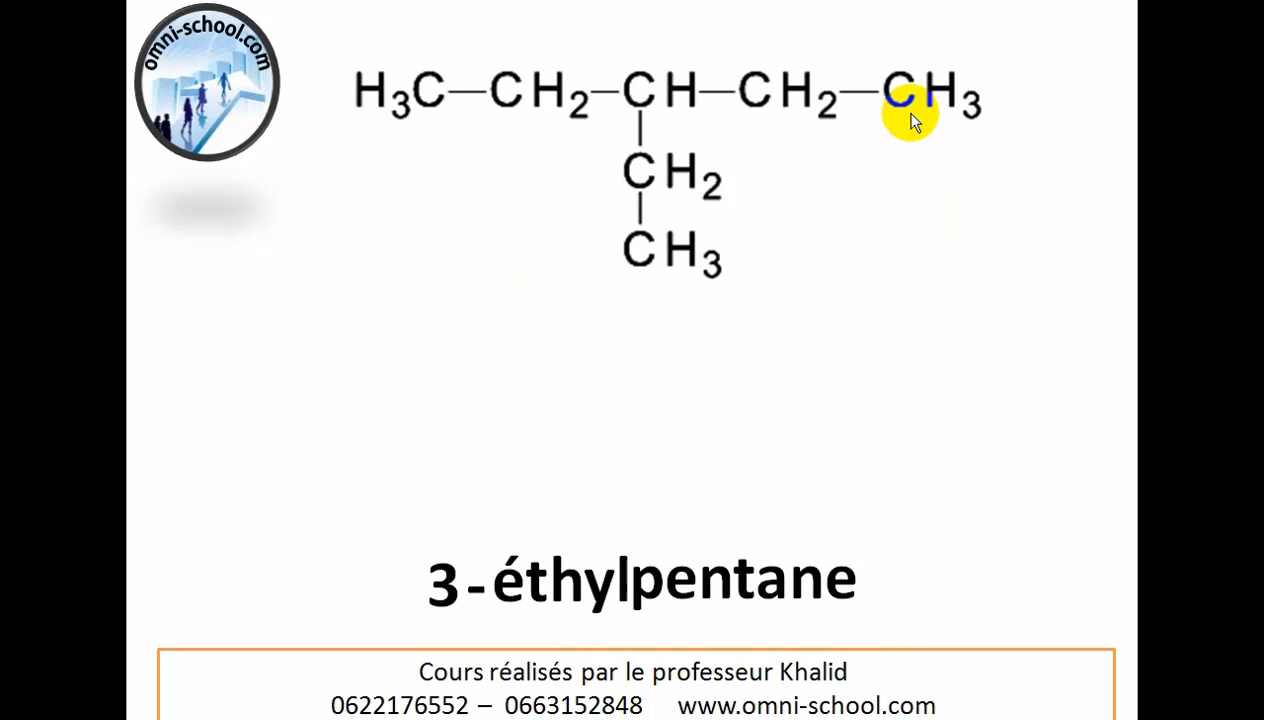 omni-school.com
H₃C—CH₂—CH—CH₂—CH₃
CH₂
CH₃
3-éthylpentane
Cours réalisés par le professeur Khalid
0622176552 – 0663152848 www.omni-school.com